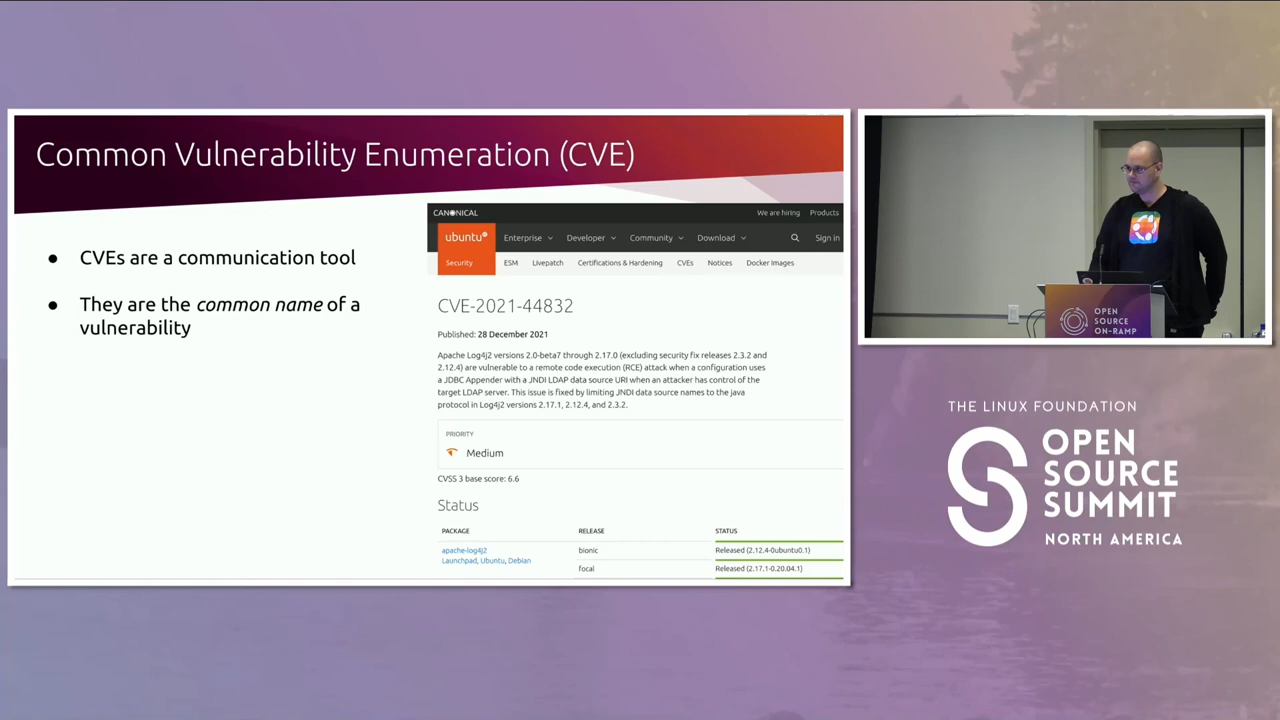 Common Vulnerability Enumeration (CVE)
● CVEs are a communication tool
● They are the common name of a
vulnerability
CANONICAL
We are hiring Products
ubuntu
Enterprise Developer Community Download Sign in
Security ESM Livepatch Certifications & Hardening CVEs Notices Docker Images
CVE-2021-44832
Published: 28 December 2021
Apache Log4j2 versions 2.0-beta7 through 2.17.0 (excluding security fix releases 2.3.2 and
2.12.4) are vulnerable to a remote code execution (RCE) attack when a configuration uses
a JDBC Appender with a JNDI LDAP data source URI when an attacker has control of the
target LDAP server. This issue is fixed by limiting JNDI data source names to the java
protocol in Log4j2 versions 2.17.1, 2.12.4, and 2.3.2.
PRIORITY
Medium
CVSS 3 base score: 6.6
Status
PACKAGE RELEASE STATUS
apache-log4j2 bionic Released (2.12.4-0ubuntu0.1)
Launchpad, Ubuntu, Debian
focal Released (2.17.1-0.20.04.1)
OPEN
SOURCE
ON-RAMP
THE LINUX FOUNDATION
OPEN
SOURCE
SUMMIT
NORTH AMERICA